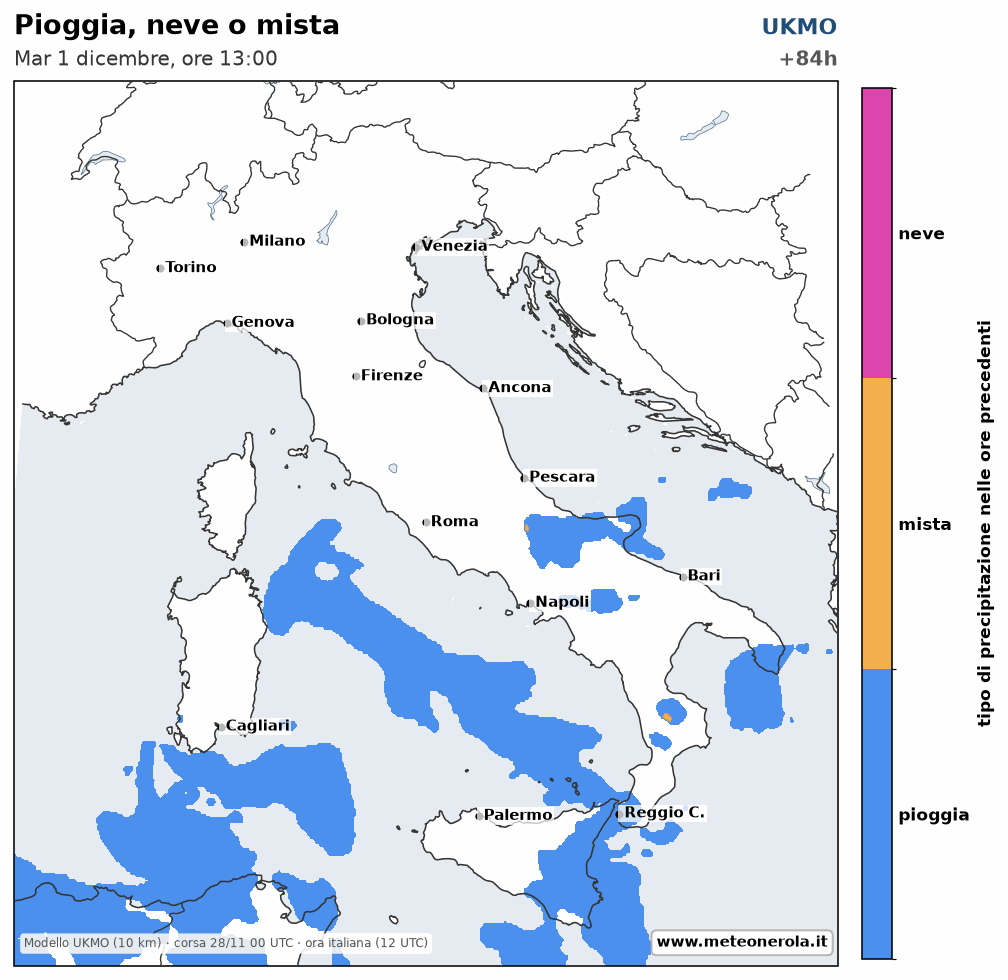 Pioggia, neve o mista
UKMO
Mar 1 dicembre, ore 13:00
+84h
neve
Milano
Venezia
Torino
Genova
Bologna
Firenze
Ancona
Pescara
Roma
mista
Bari
Napoli
tipo di precipitazione nelle ore precedenti
Cagliari
Palermo
Reggio C.
pioggia
Modello UKMO (10 km) · corsa 28/11 00 UTC · ora italiana (12 UTC)
www.meteonerola.it